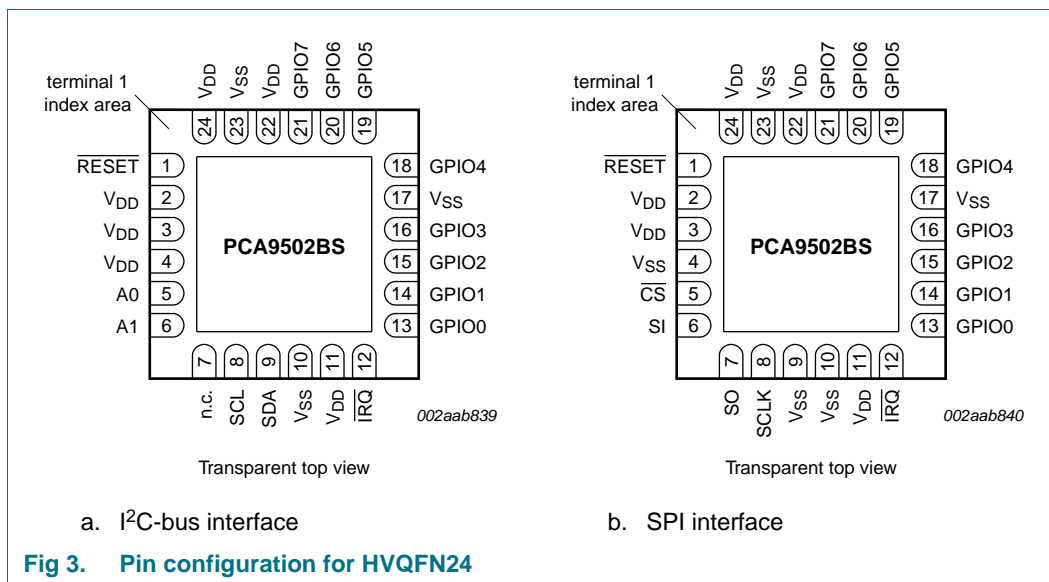 terminal 1
index area
VDD
VSS
VDD
GPIO7
GPIO6
GPIO5
24
23
22
21
20
19
RESET 1
VDD 2
VDD 3
VDD 4
A0 5
A1 6
PCA9502BS
18 GPIO4
17 VSS
16 GPIO3
15 GPIO2
14 GPIO1
13 GPIO0
7
8
9
10
11
12
n.c.
SCL
SDA
VSS
VDD
IRQ
002aab839
Transparent top view
a. I2C-bus interface
terminal 1
index area
VDD
VSS
VDD
GPIO7
GPIO6
GPIO5
24
23
22
21
20
19
RESET 1
VDD 2
VDD 3
VSS 4
CS 5
SI 6
PCA9502BS
18 GPIO4
17 VSS
16 GPIO3
15 GPIO2
14 GPIO1
13 GPIO0
7
8
9
10
11
12
SO
SCLK
VSS
VSS
VDD
IRQ
002aab840
Transparent top view
b. SPI interface
Fig 3. Pin configuration for HVQFN24